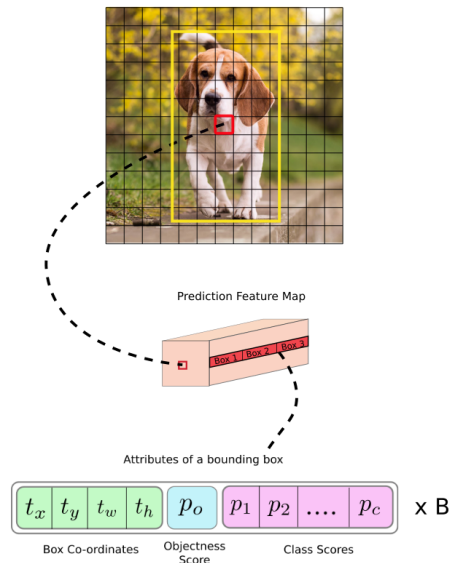 Prediction Feature Map
Box 1 Box 2 Box 3
Attributes of a bounding box
t_x t_y t_w t_h p_o p_1 p_2 .... p_c x B
Box Co-ordinates Objectness Score Class Scores